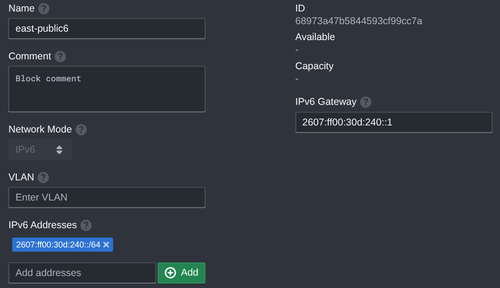 Name
east-public6
Comment
Block comment
Network Mode
IPv6
VLAN
Enter VLAN
IPv6 Addresses
2607:ff00:30d:240::/64 ×
Add addresses
Add
ID
68973a47b5844593cf99cc7a
Available
-
Capacity
-
IPv6 Gateway
2607:ff00:30d:240::1